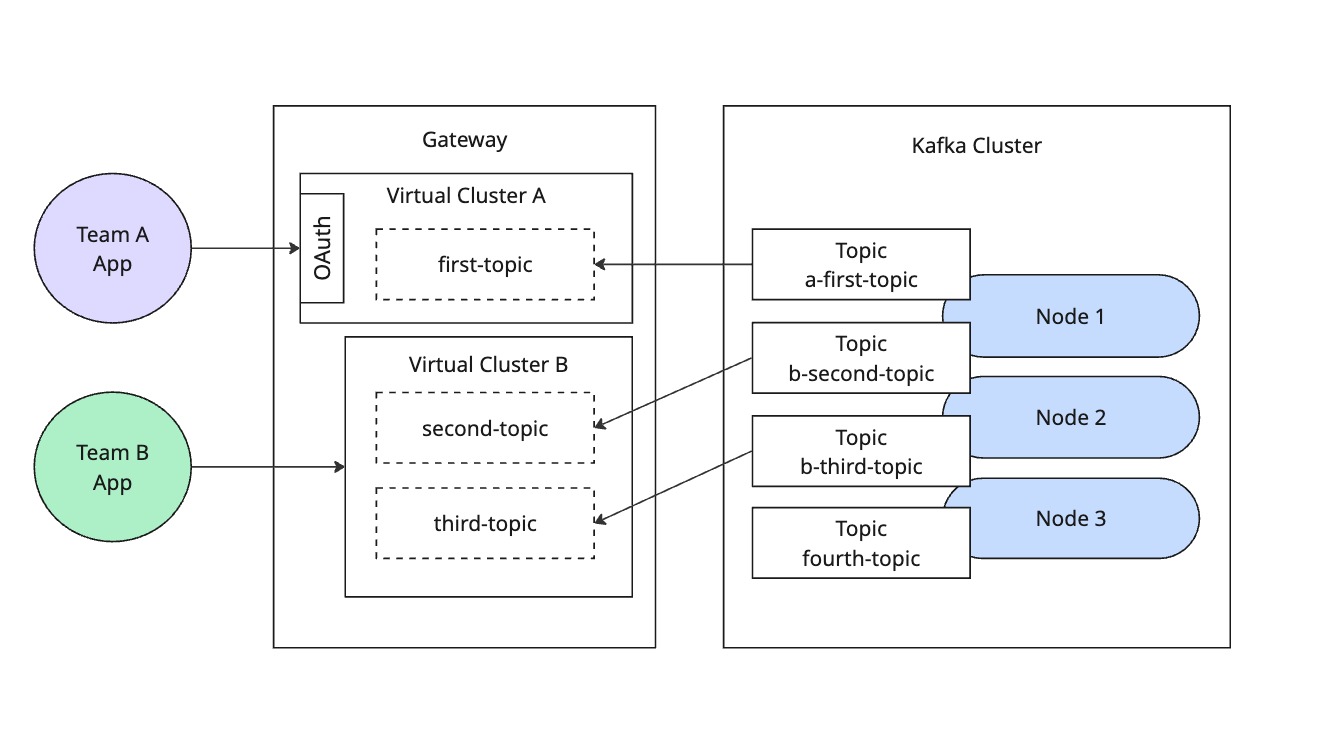 Gateway
Kafka Cluster
Team A
App
OAuth
Virtual Cluster A
first-topic
Topic
a-first-topic
Node 1
Virtual Cluster B
Topic
b-second-topic
Node 2
Team B
App
second-topic
Topic
b-third-topic
third-topic
Node 3
Topic
fourth-topic